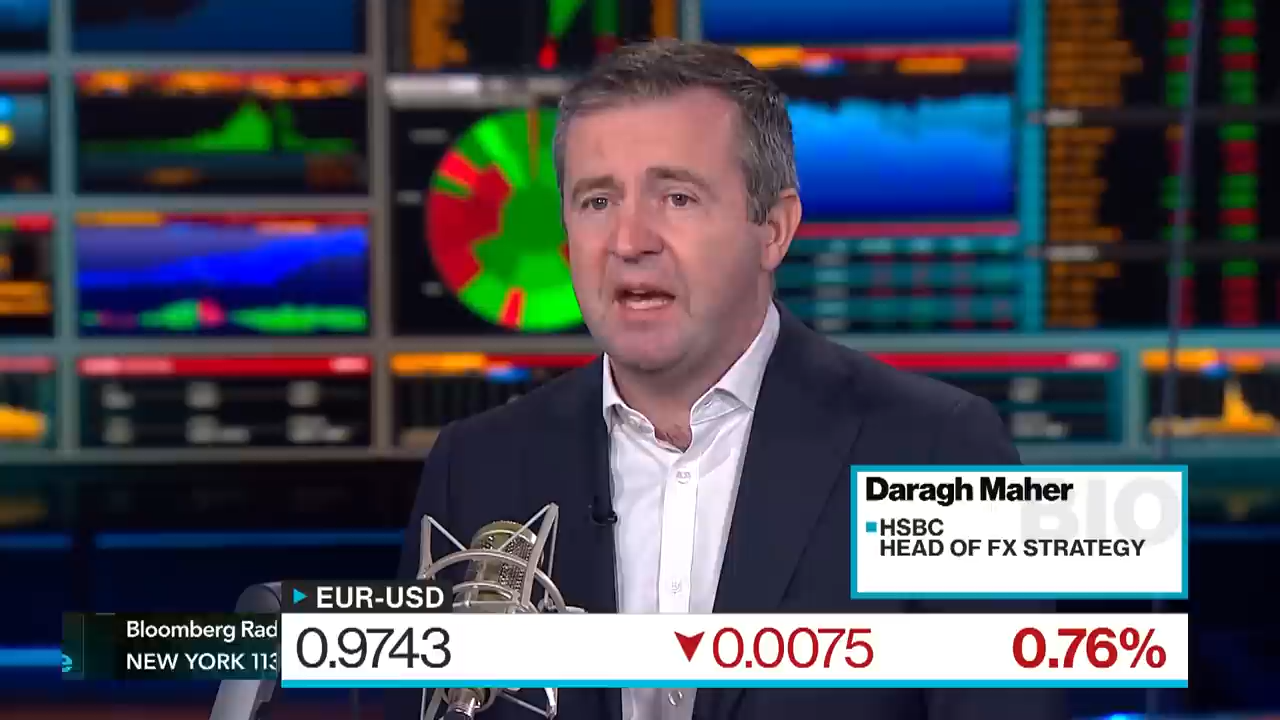 Daragh Maher
BIO
HSBC
HEAD OF FX STRATEGY
EUR-USD
Bloomberg Rad
NEW YORK 113
e
0.9743
0.0075
0.76%